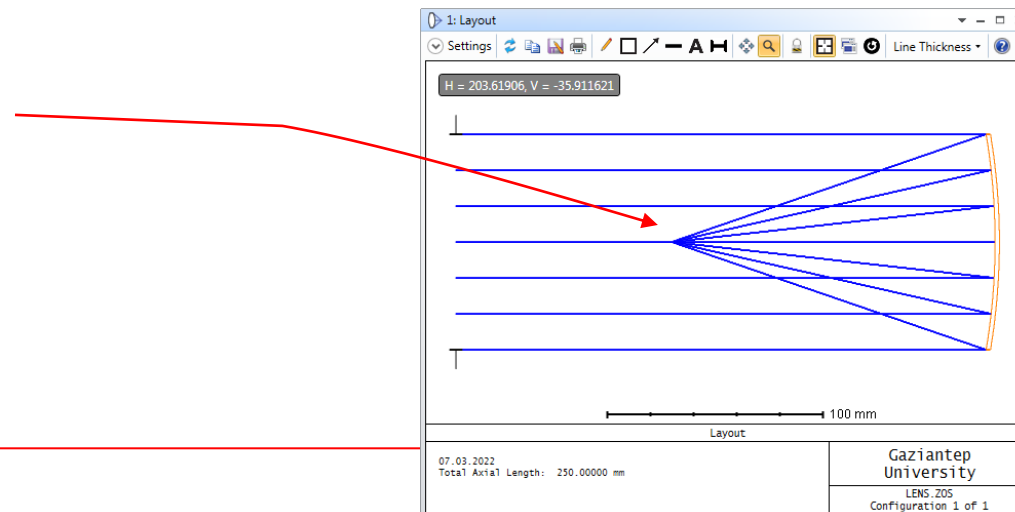 1: Layout
Settings
Line Thickness
H = 203.61906, V = -35.911621
100 mm
Layout
07.03.2022
Total Axial Length: 250.00000 mm
Gaziantep
University
LENS.ZOS
Configuration 1 of 1